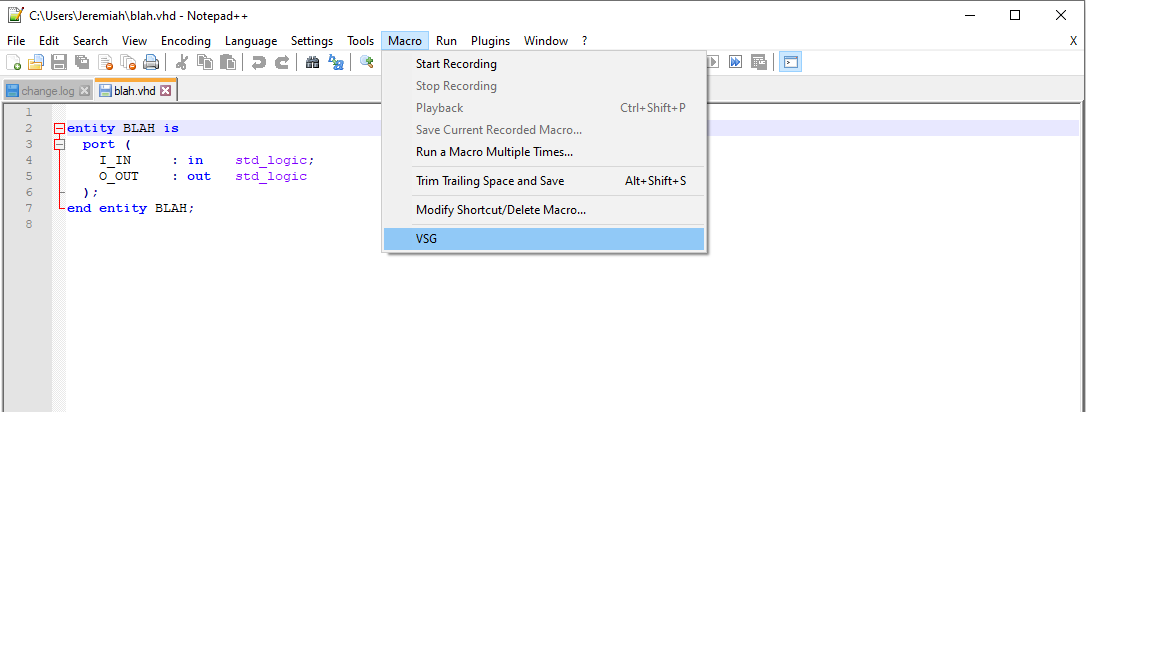 C:\Users\Jeremiah\blah.vhd - Notepad++
File Edit Search View Encoding Language Settings Tools Macro Run Plugins Window ? X
change.log blah.vhd
Start Recording
Stop Recording
Playback Ctrl+Shift+P
Save Current Recorded Macro...
Run a Macro Multiple Times...
Trim Trailing Space and Save Alt+Shift+S
Modify Shortcut/Delete Macro...
VSG
1
2 entity BLAH is
3 port (
4 I_IN : in std_logic;
5 O_OUT : out std_logic
6 );
7 end entity BLAH;
8